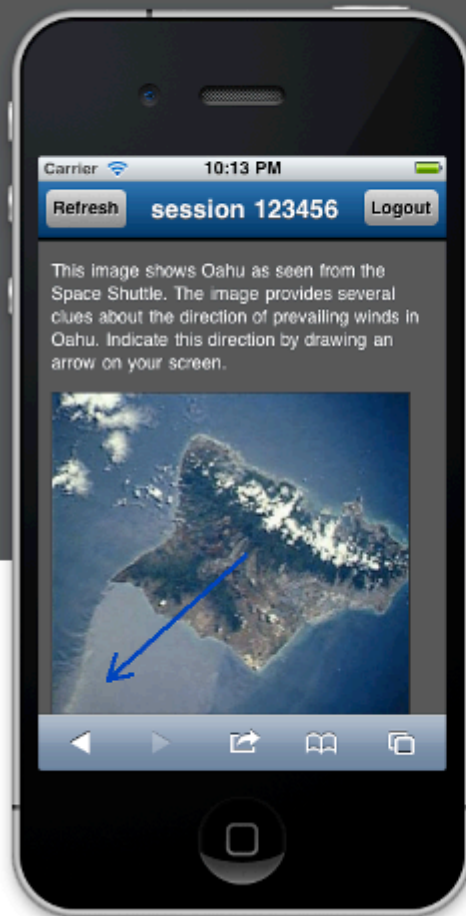 Carrier 10:13 PM
Refresh session 123456 Logout
This image shows Oahu as seen from the
Space Shuttle. The image provides several
clues about the direction of prevailing winds in
Oahu. Indicate this direction by drawing an
arrow on your screen.